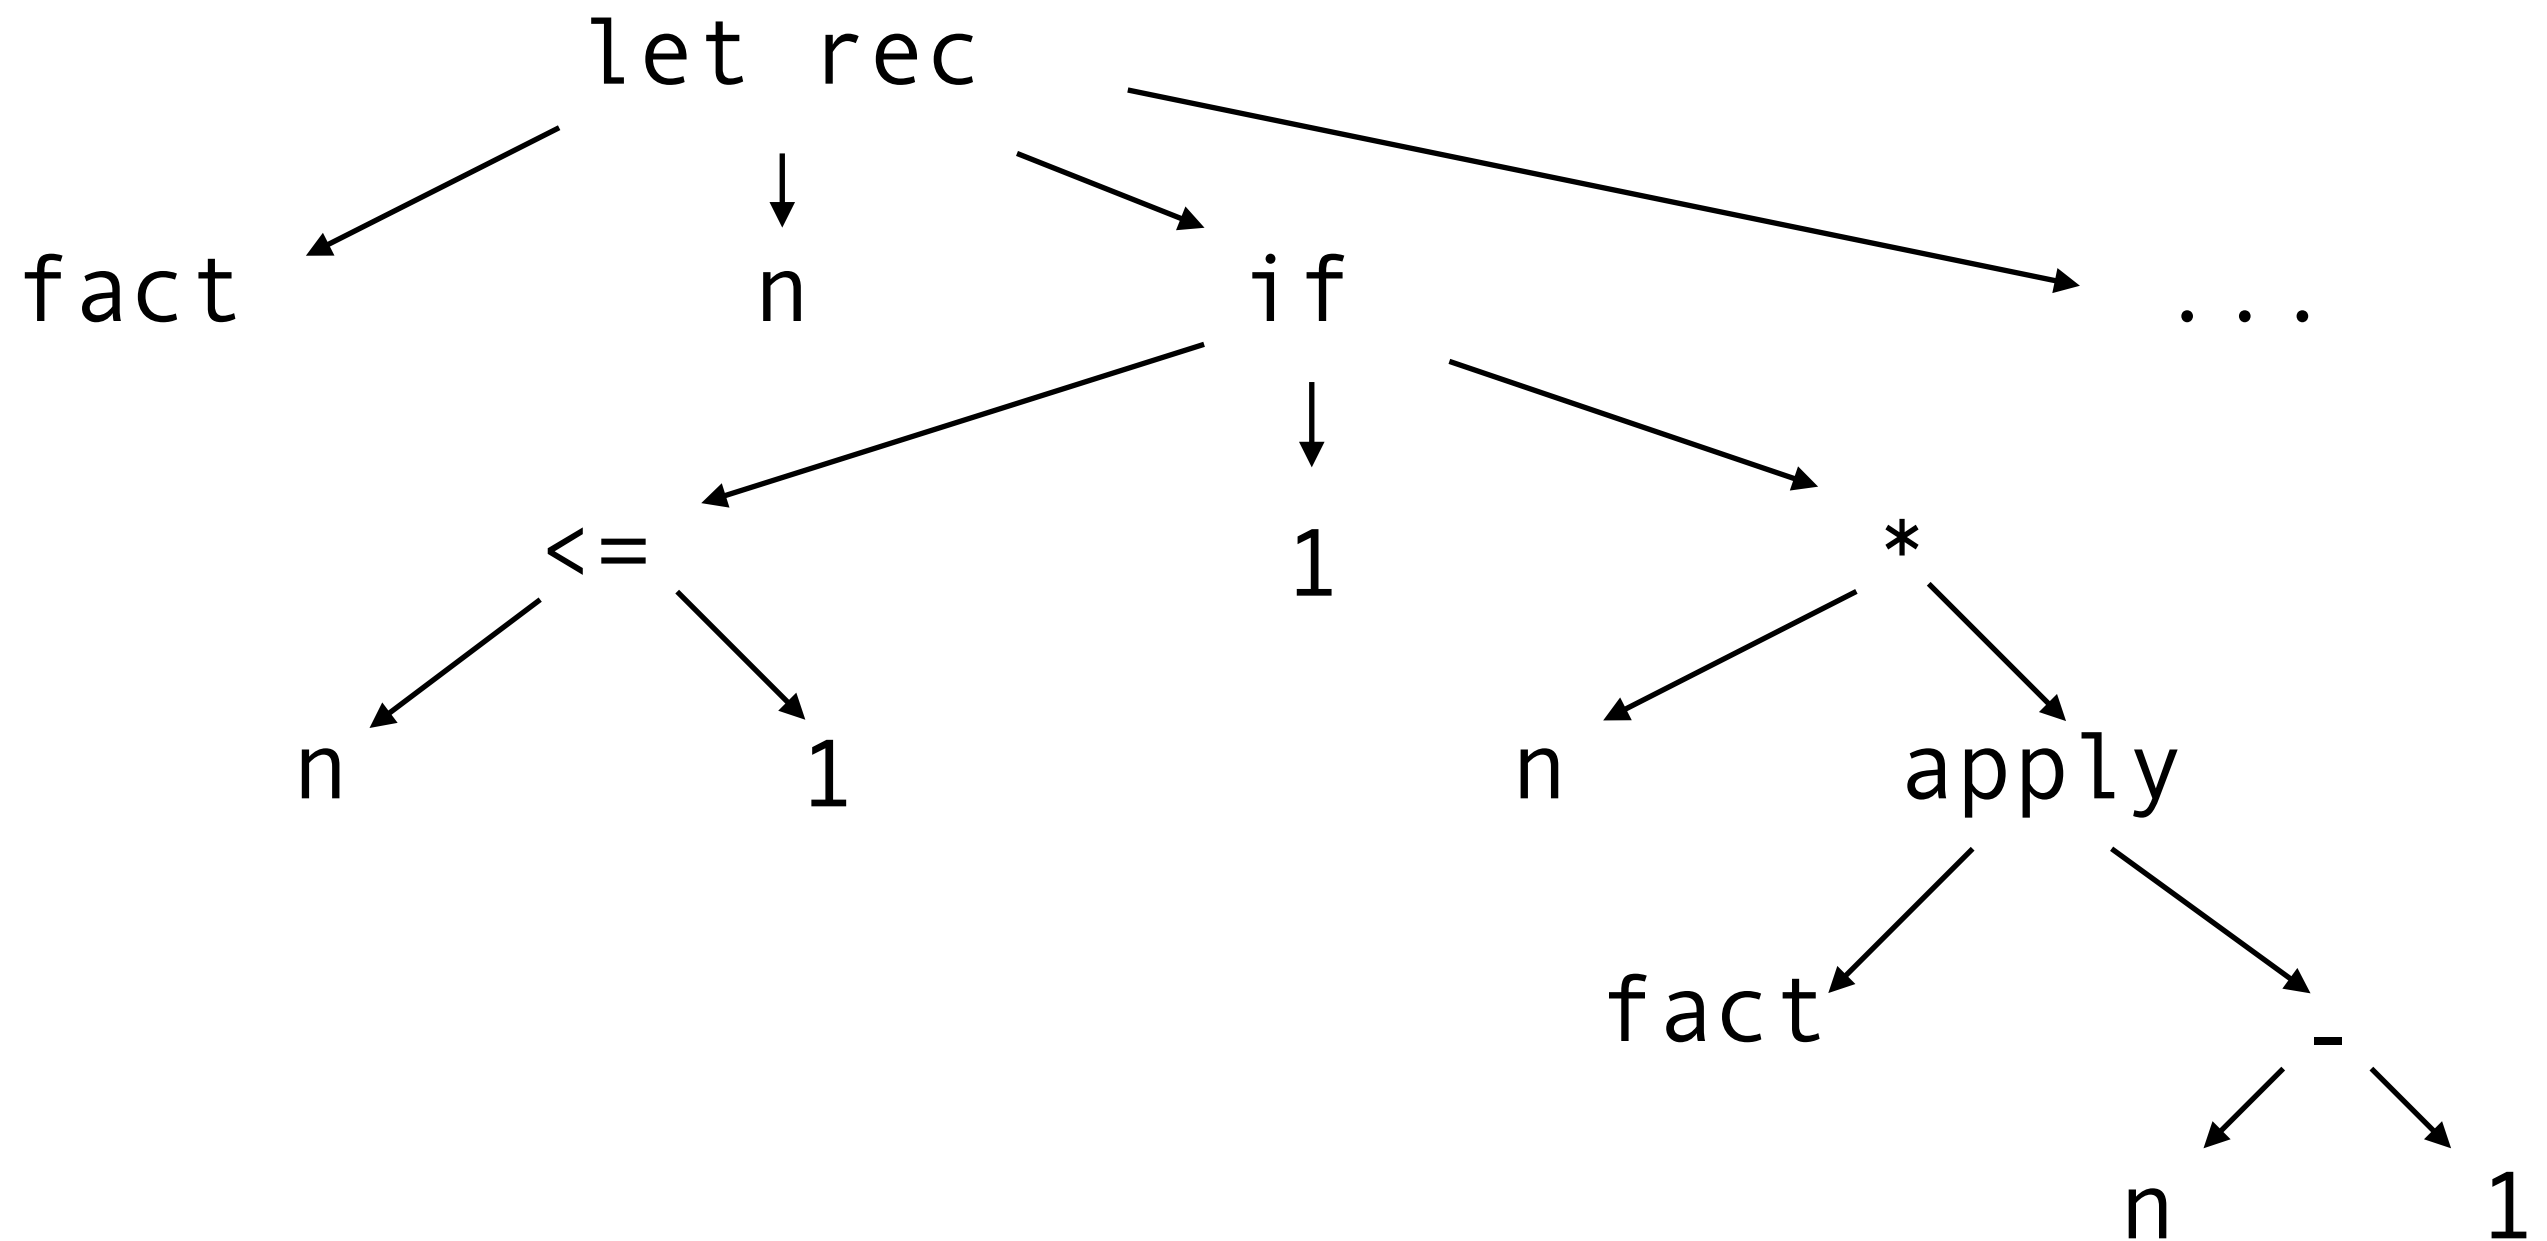 let rec
fact n if ...
<= 1 *
n 1 n apply
fact -
n 1